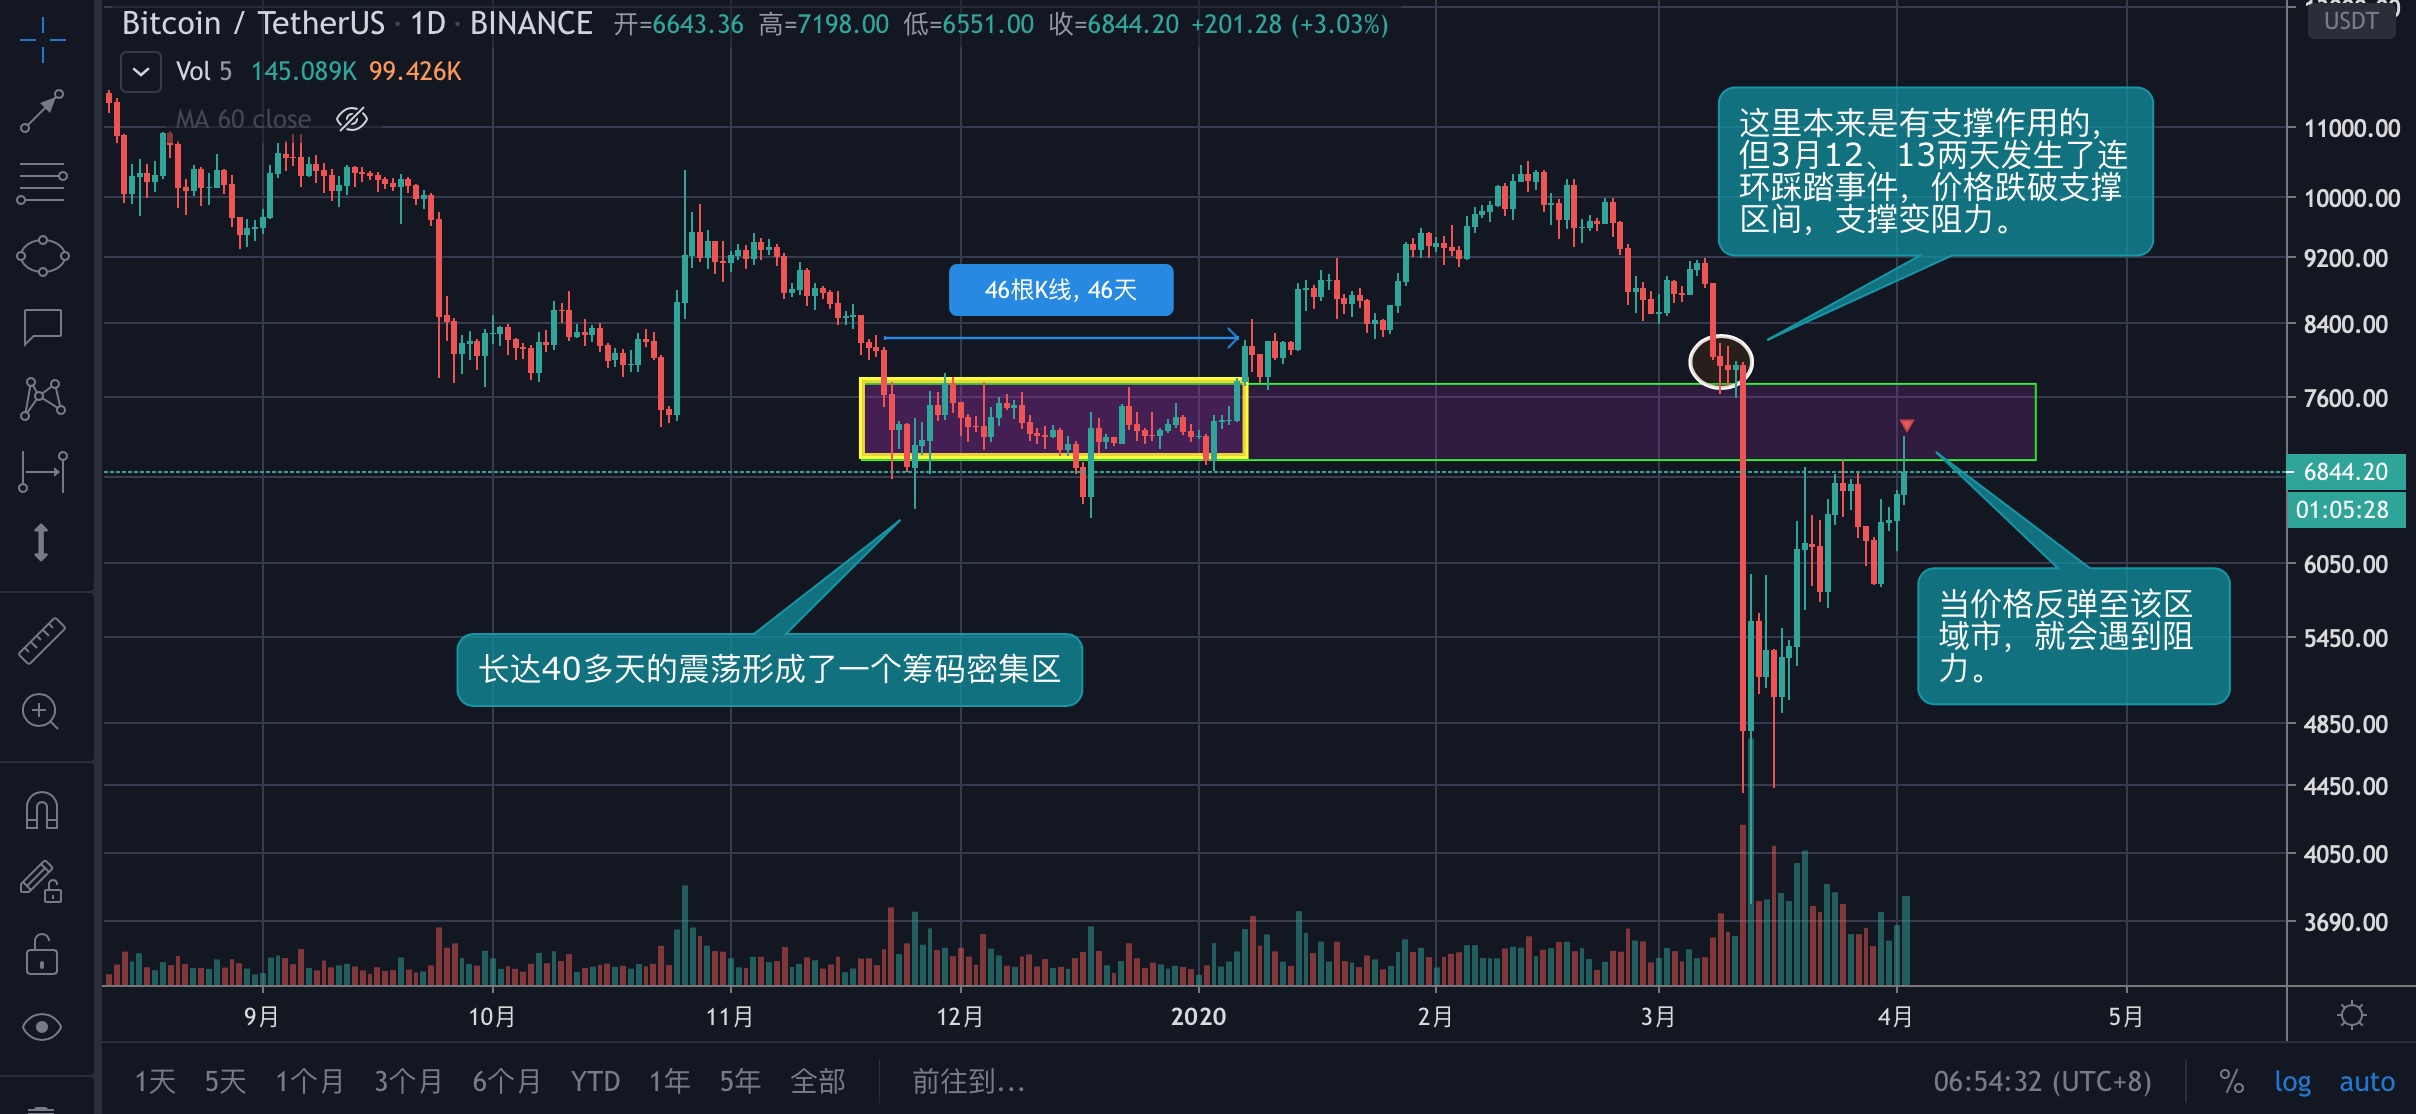 Bitcoin / TetherUS · 1D · BINANCE 开=6643.36 高=7198.00 低=6551.00 收=6844.20 +201.28 (+3.03%)
USDT
Vol 5 145.089K 99.426K
MA 60 close
这里本来是有支撑作用的，
但3月12、13两天发生了连
环踩踏事件，价格跌破支撑
区间，支撑变阻力。
46根K线, 46天
长达40多天的震荡形成了一个筹码密集区
当价格反弹至该区
域市，就会遇到阻
力。
11000.00
10000.00
9200.00
8400.00
7600.00
6844.20
01:05:28
6050.00
5450.00
4850.00
4450.00
4050.00
3690.00
9月 10月 11月 12月 2020 2月 3月 4月 5月
1天 5天 1个月 3个月 6个月 YTD 1年 5年 全部 前往到... 06:54:32 (UTC+8) % log auto